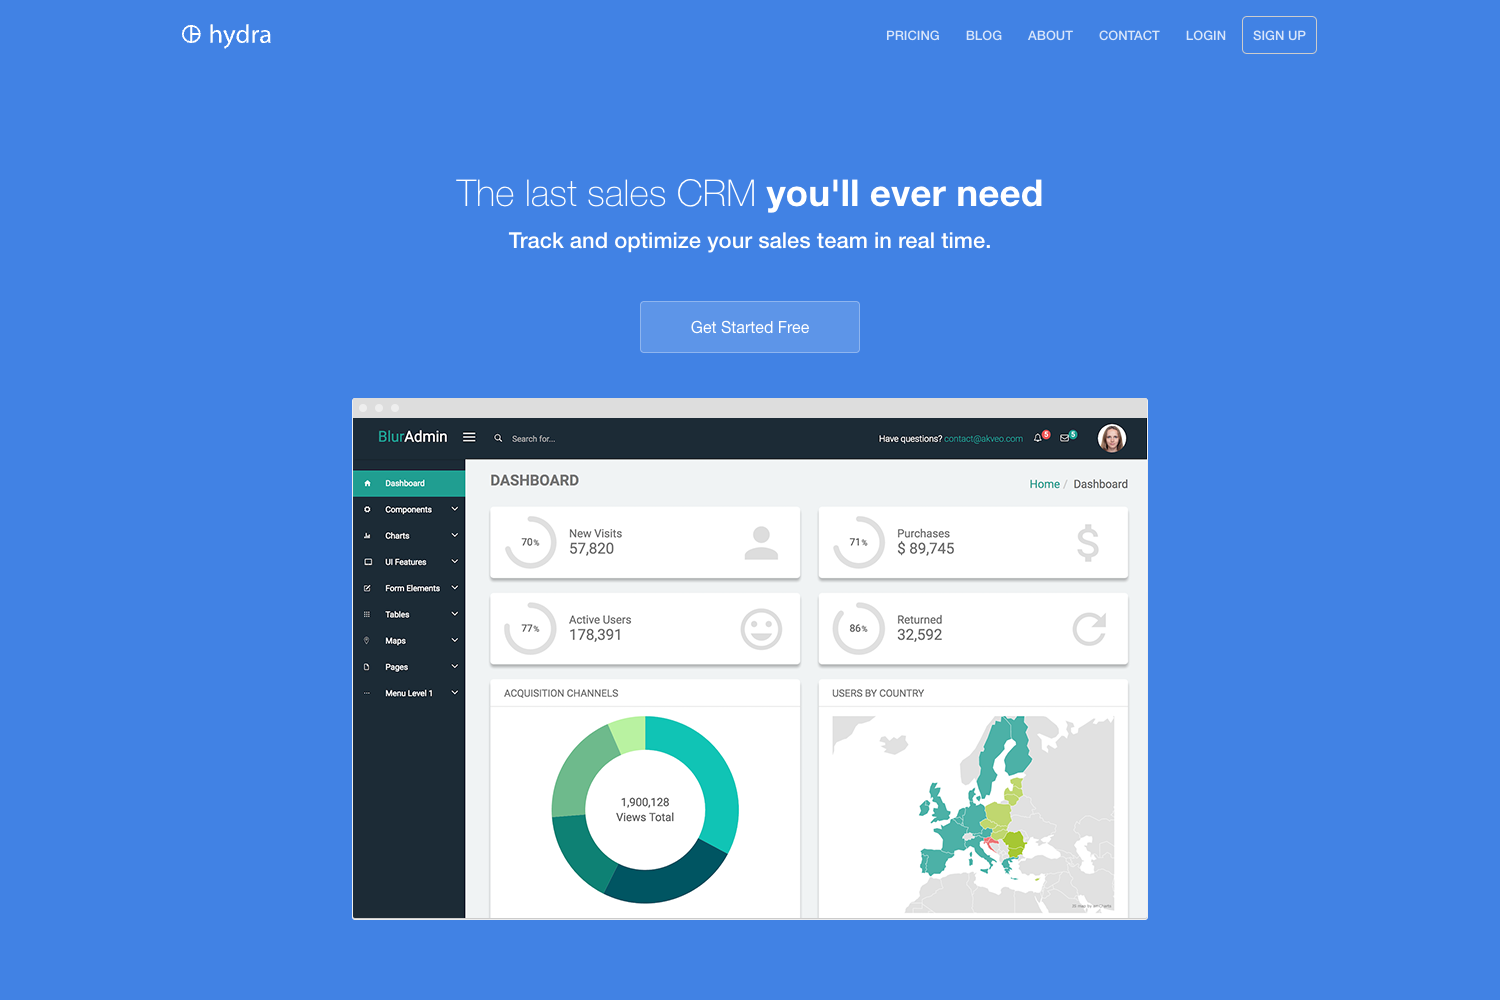 hydra
PRICING BLOG ABOUT CONTACT LOGIN SIGN UP
The last sales CRM you'll ever need
Track and optimize your sales team in real time.
Get Started Free
BlurAdmin Search for... Have questions? contact@akveo.com 5 5
Dashboard
Components
Charts
UI Features
Form Elements
Tables
Maps
Pages
Menu Level 1
DASHBOARD
Home / Dashboard
70%
New Visits
57,820
71%
Purchases
$ 89,745
77%
Active Users
178,391
86%
Returned
32,592
ACQUISITION CHANNELS
1,900,128
Views Total
USERS BY COUNTRY